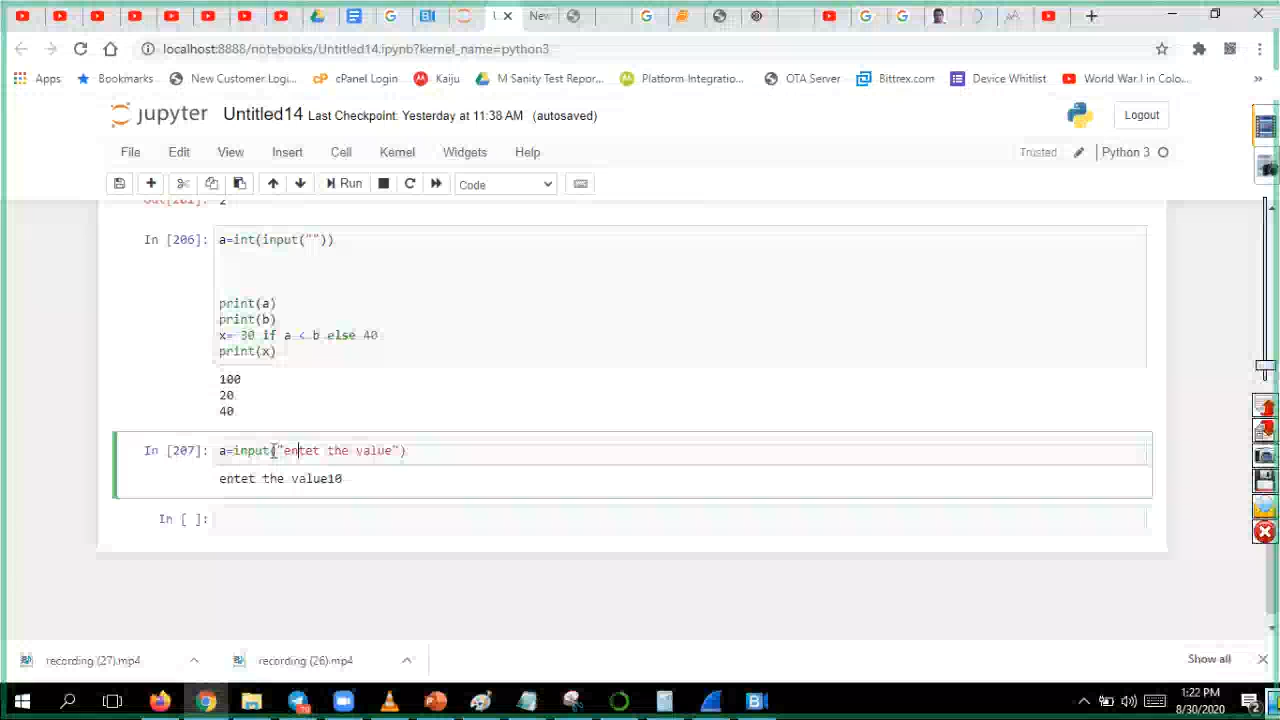 L
New
localhost:8888/notebooks/Untitled14.ipynb?kernel_name=python3
Apps Bookmarks New Customer Logi... cPanel Login Kaiju M Sanity Test Repor... Platform Integratio... OTA Server Bittrex.com Device Whitlist World War I in Colo... »
jupyter Untitled14 Last Checkpoint: Yesterday at 11:38 AM (autosaved) Logout
File Edit View Insert Cell Kernel Widgets Help Trusted Python 3
Run Code
Out[201]: 2
In [206]: a=int(input(""))
print(a)
print(b)
x= 30 if a < b else 40
print(x)
100
20
40
In [207]: a=input("entet the value")
entet the value10
In [ ]:
recording (27).mp4 recording (26).mp4 Show all
1:22 PM
8/30/2020